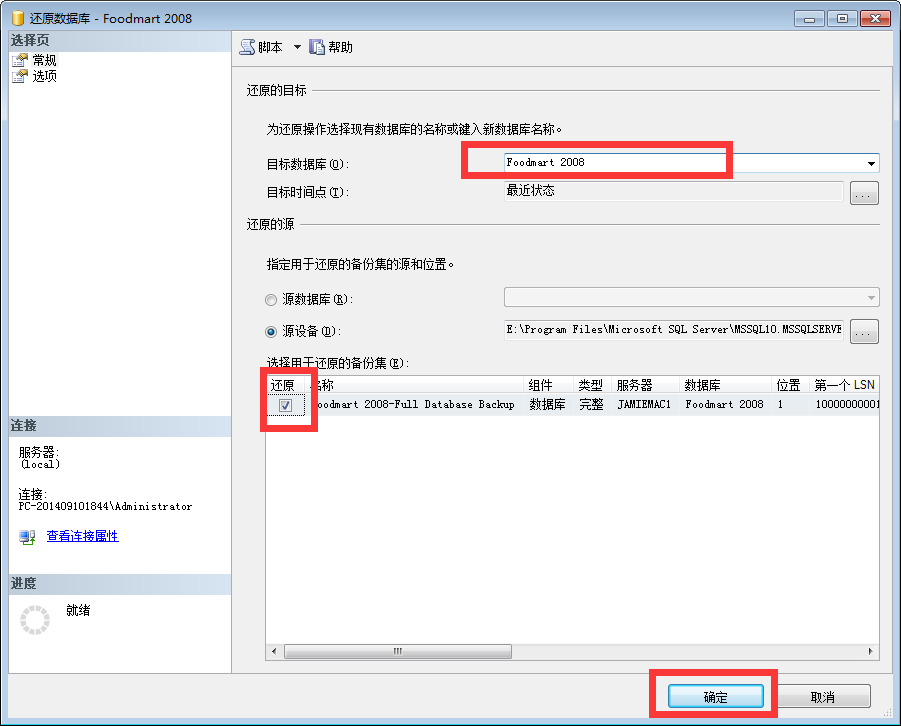 还原数据库 - Foodmart 2008
选择页
常规
选项
脚本 帮助
还原的目标
为还原操作选择现有数据库的名称或键入新数据库名称。
目标数据库(O): Foodmart 2008
目标时间点(T): 最近状态 ...
还原的源
指定用于还原的备份集的源和位置。
源数据库(R):
源设备(D): E:\Program Files\Microsoft SQL Server\MSSQL10.MSSQLSERVE ...
选择用于还原的备份集(E):
还原 名称 组件 类型 服务器 数据库 位置 第一个 LSN
oodmart 2008-Full Database Backup 数据库 完整 JAMIEMAC1 Foodmart 2008 1 10000000001
连接
服务器:
(local)
连接:
PC-201409101844\Administrator
查看连接属性
进度
就绪
确定 取消